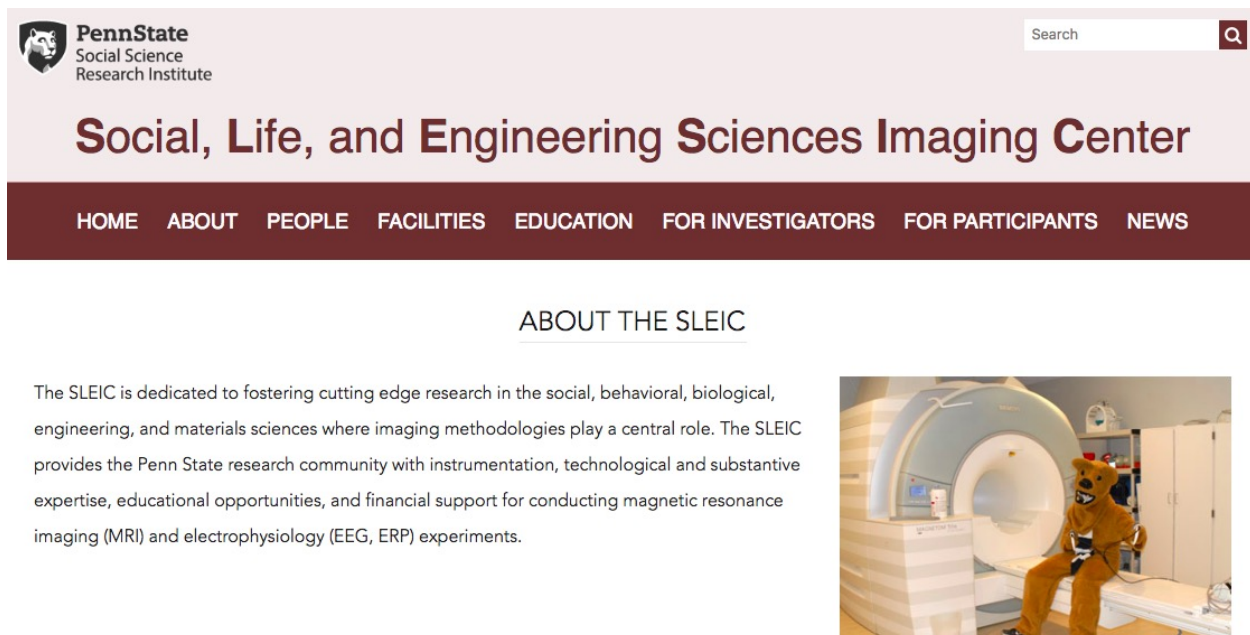 PennState
Social Science
Research Institute
Search
Social, Life, and Engineering Sciences Imaging Center
HOME ABOUT PEOPLE FACILITIES EDUCATION FOR INVESTIGATORS FOR PARTICIPANTS NEWS
ABOUT THE SLEIC
The SLEIC is dedicated to fostering cutting edge research in the social, behavioral, biological,
engineering, and materials sciences where imaging methodologies play a central role. The SLEIC
provides the Penn State research community with instrumentation, technological and substantive
expertise, educational opportunities, and financial support for conducting magnetic resonance
imaging (MRI) and electrophysiology (EEG, ERP) experiments.